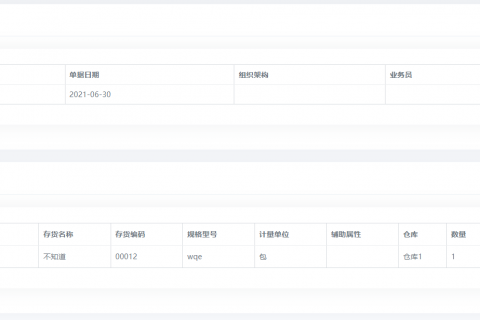 单据日期 组织架构 业务员
2021-06-30
存货名称 存货编码 规格型号 计量单位 辅助属性 仓库 数量
不知道 00012 wqe 包 仓库1 1